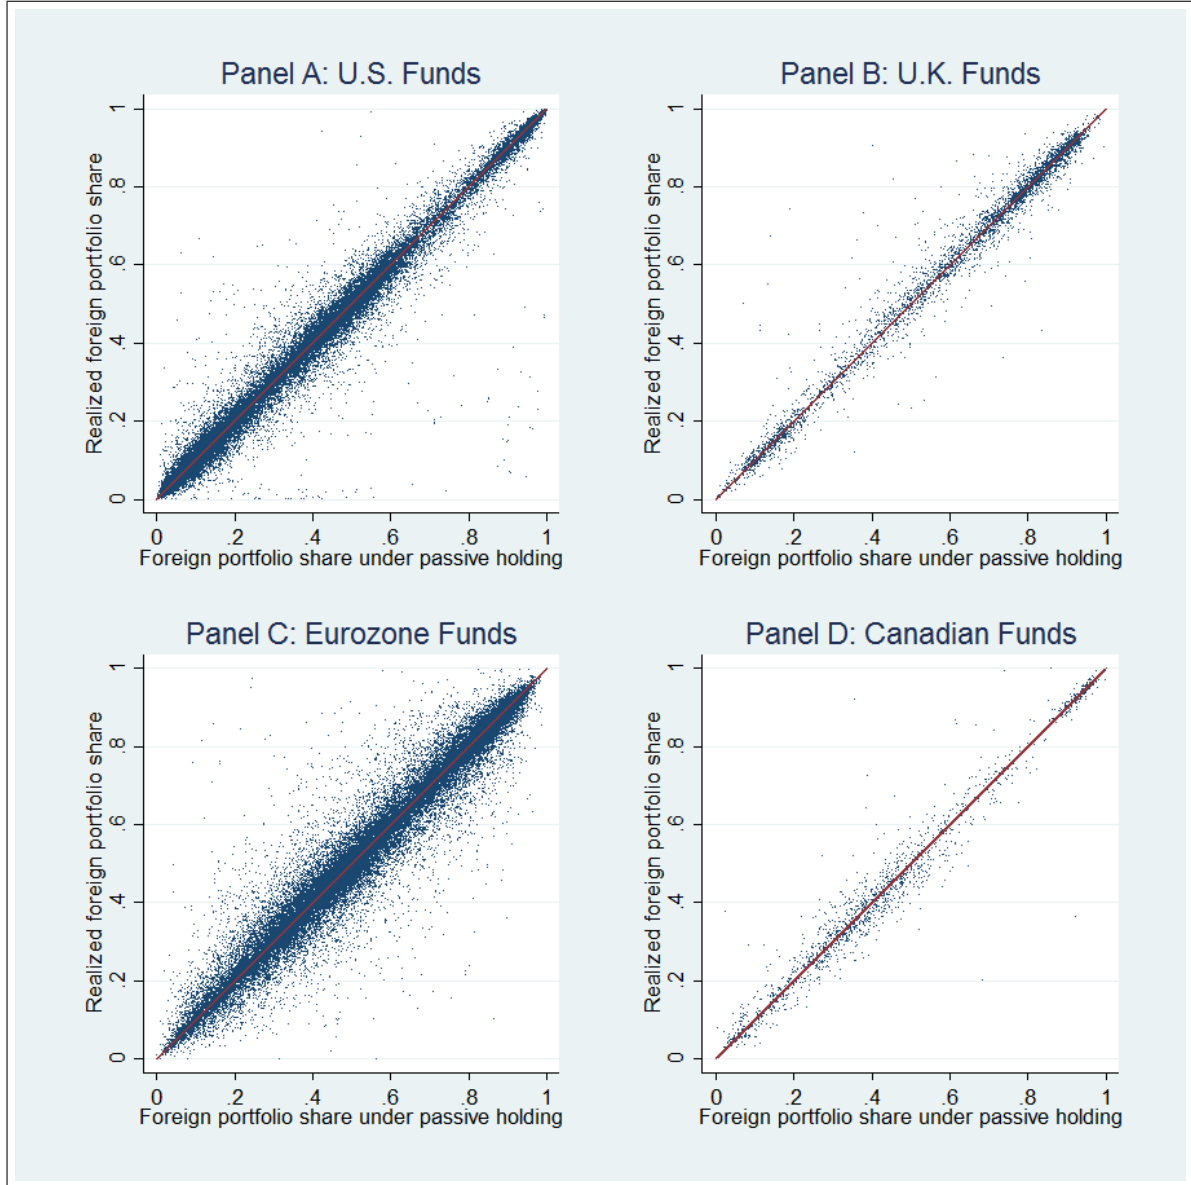 Panel A: U.S. Funds
Realized foreign portfolio share
1
.8
.6
.4
.2
0
0 .2 .4 .6 .8 1
Foreign portfolio share under passive holding
Panel B: U.K. Funds
Realized foreign portfolio share
1
.8
.6
.4
.2
0
0 .2 .4 .6 .8 1
Foreign portfolio share under passive holding
Panel C: Eurozone Funds
Realized foreign portfolio share
1
.8
.6
.4
.2
0
0 .2 .4 .6 .8 1
Foreign portfolio share under passive holding
Panel D: Canadian Funds
Realized foreign portfolio share
1
.8
.6
.4
.2
0
0 .2 .4 .6 .8 1
Foreign portfolio share under passive holding